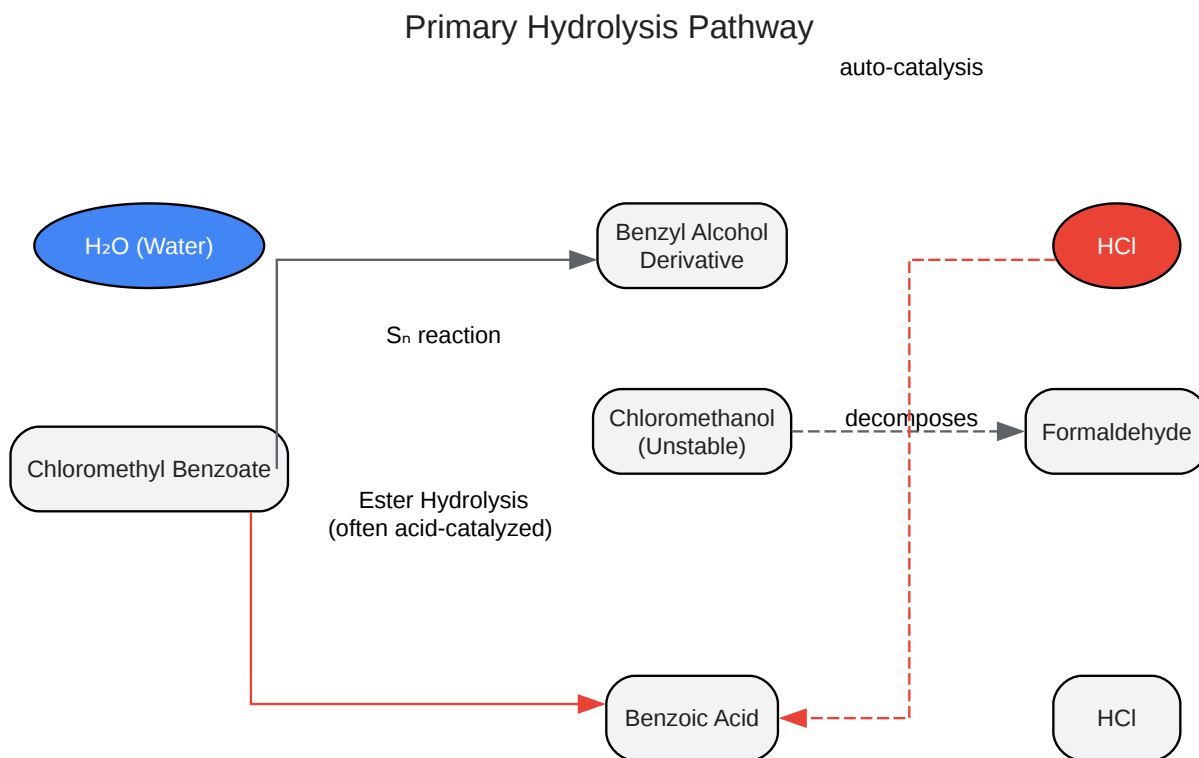 Primary Hydrolysis Pathway
auto-catalysis
H₂O (Water)
Benzyl Alcohol
Derivative
HCl
Sₙ reaction
Chloromethanol
(Unstable)
decomposes
Formaldehyde
Chloromethyl Benzoate
Ester Hydrolysis
(often acid-catalyzed)
Benzoic Acid
HCl